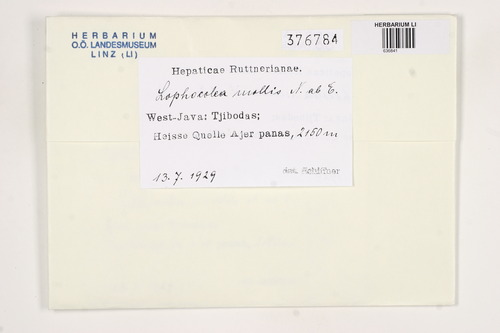 HERBARIUM
O.Ö. LANDESMUSEUM
LINZ (LI)
376784
HERBARIUM LI
Hepaticae Ruttnerianae.
Lophocolea mollis N. ab E.
West-Java: Tjibodas;
Heisse Quelle Ajer panas, 2150 m
13.7.1929
Schiffner